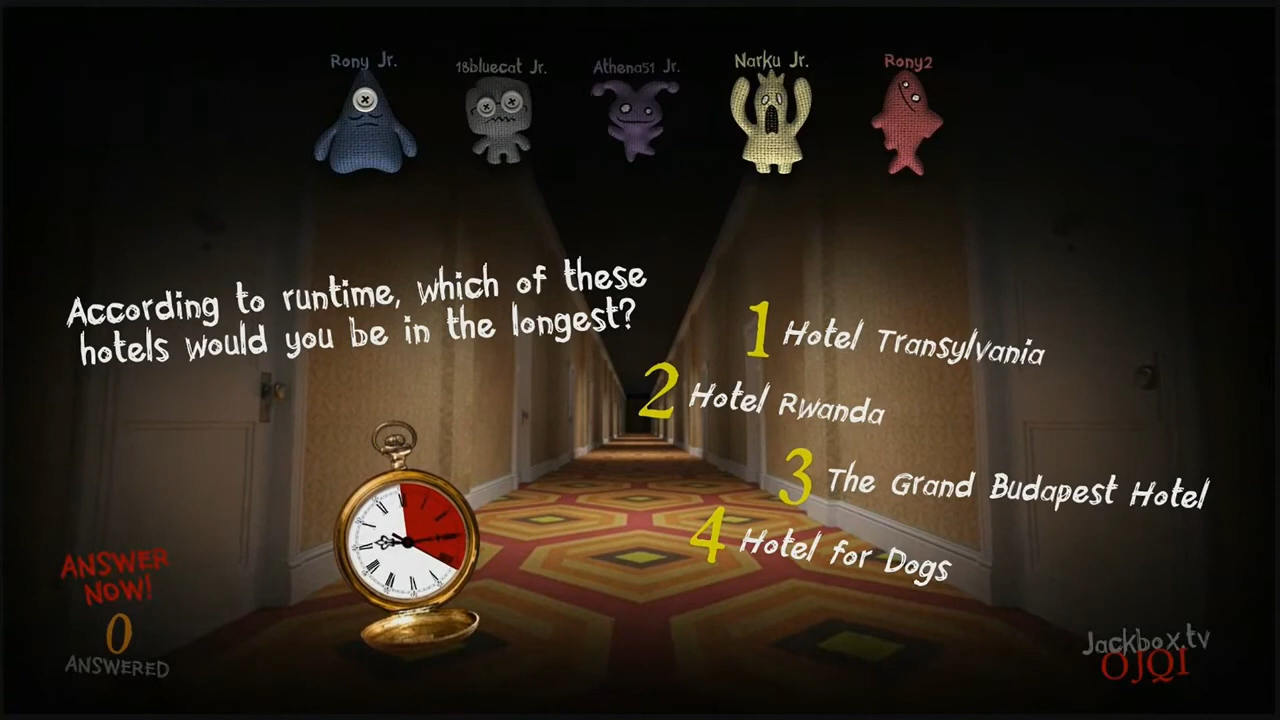 Rony Jr.
18bluecat Jr.
Athena51 Jr.
Narku Jr.
Rony2
According to runtime, which of these
hotels would you be in the longest?
1 Hotel Transylvania
2 Hotel Rwanda
3 The Grand Budapest Hotel
4 Hotel for Dogs
ANSWER
NOW!
0
ANSWERED
Jackbox.tv
OJQI